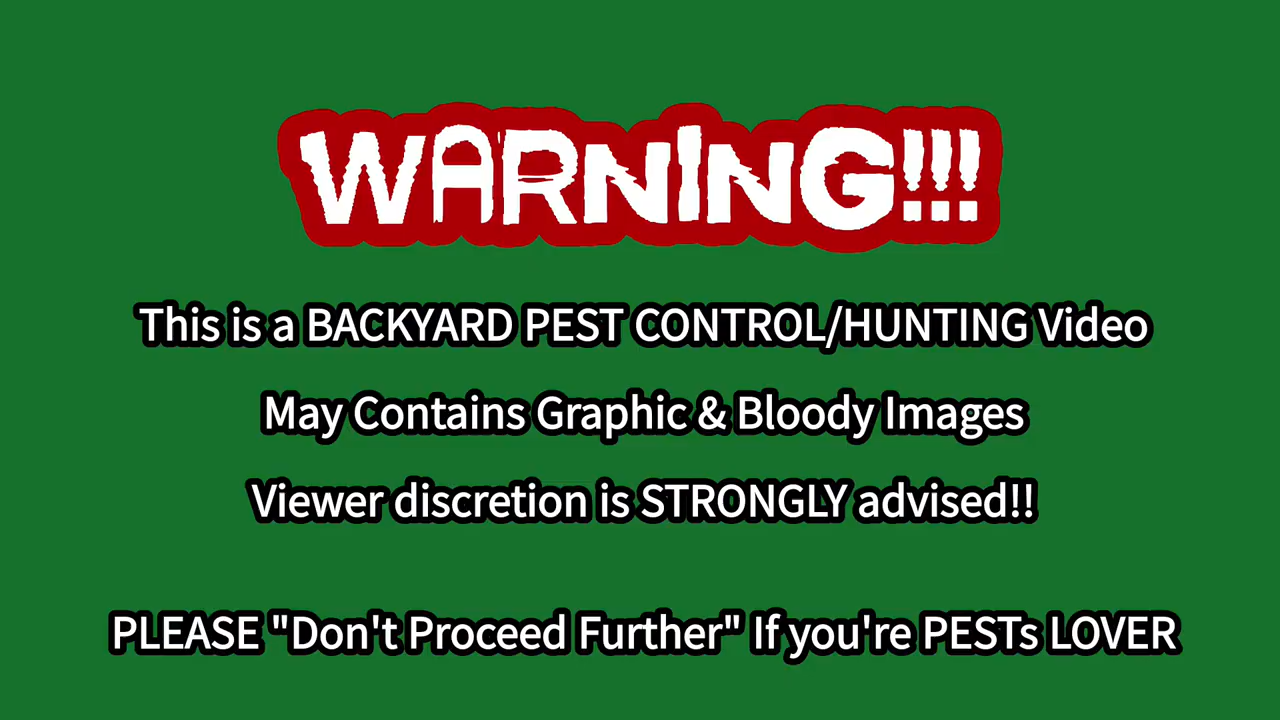 WARNING!!!
This is a BACKYARD PEST CONTROL/HUNTING Video
May Contains Graphic & Bloody Images
Viewer discretion is STRONGLY advised!!
PLEASE "Don't Proceed Further" If you're PESTs LOVER